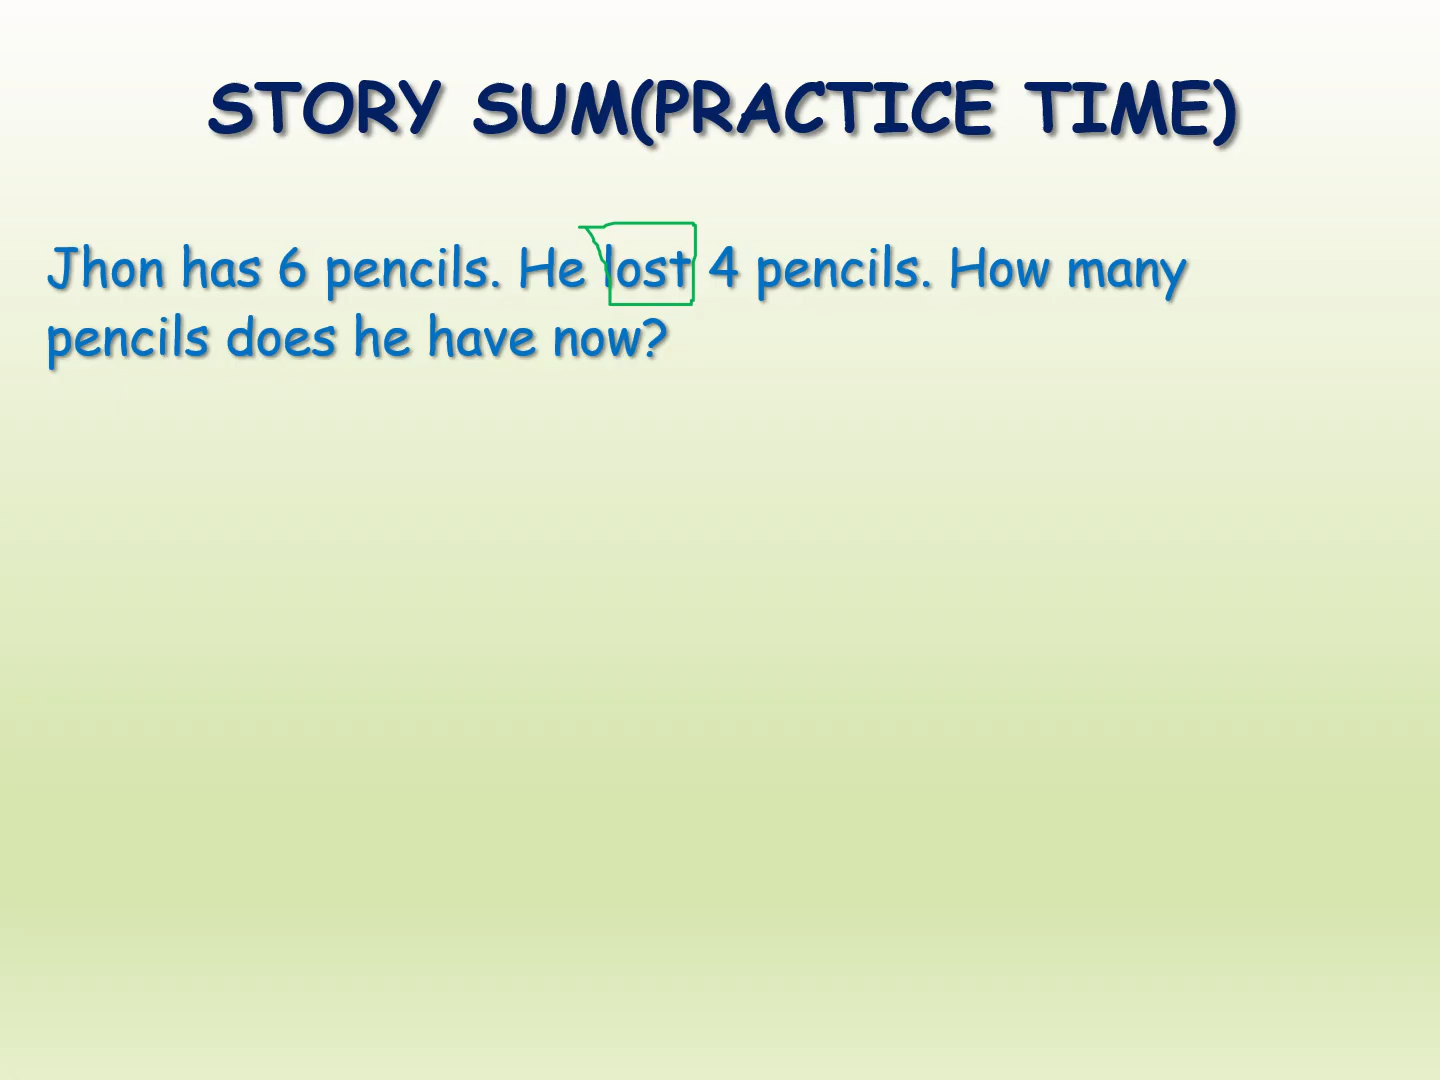 STORY SUM(PRACTICE TIME)
Jhon has 6 pencils. He lost 4 pencils. How many
pencils does he have now?